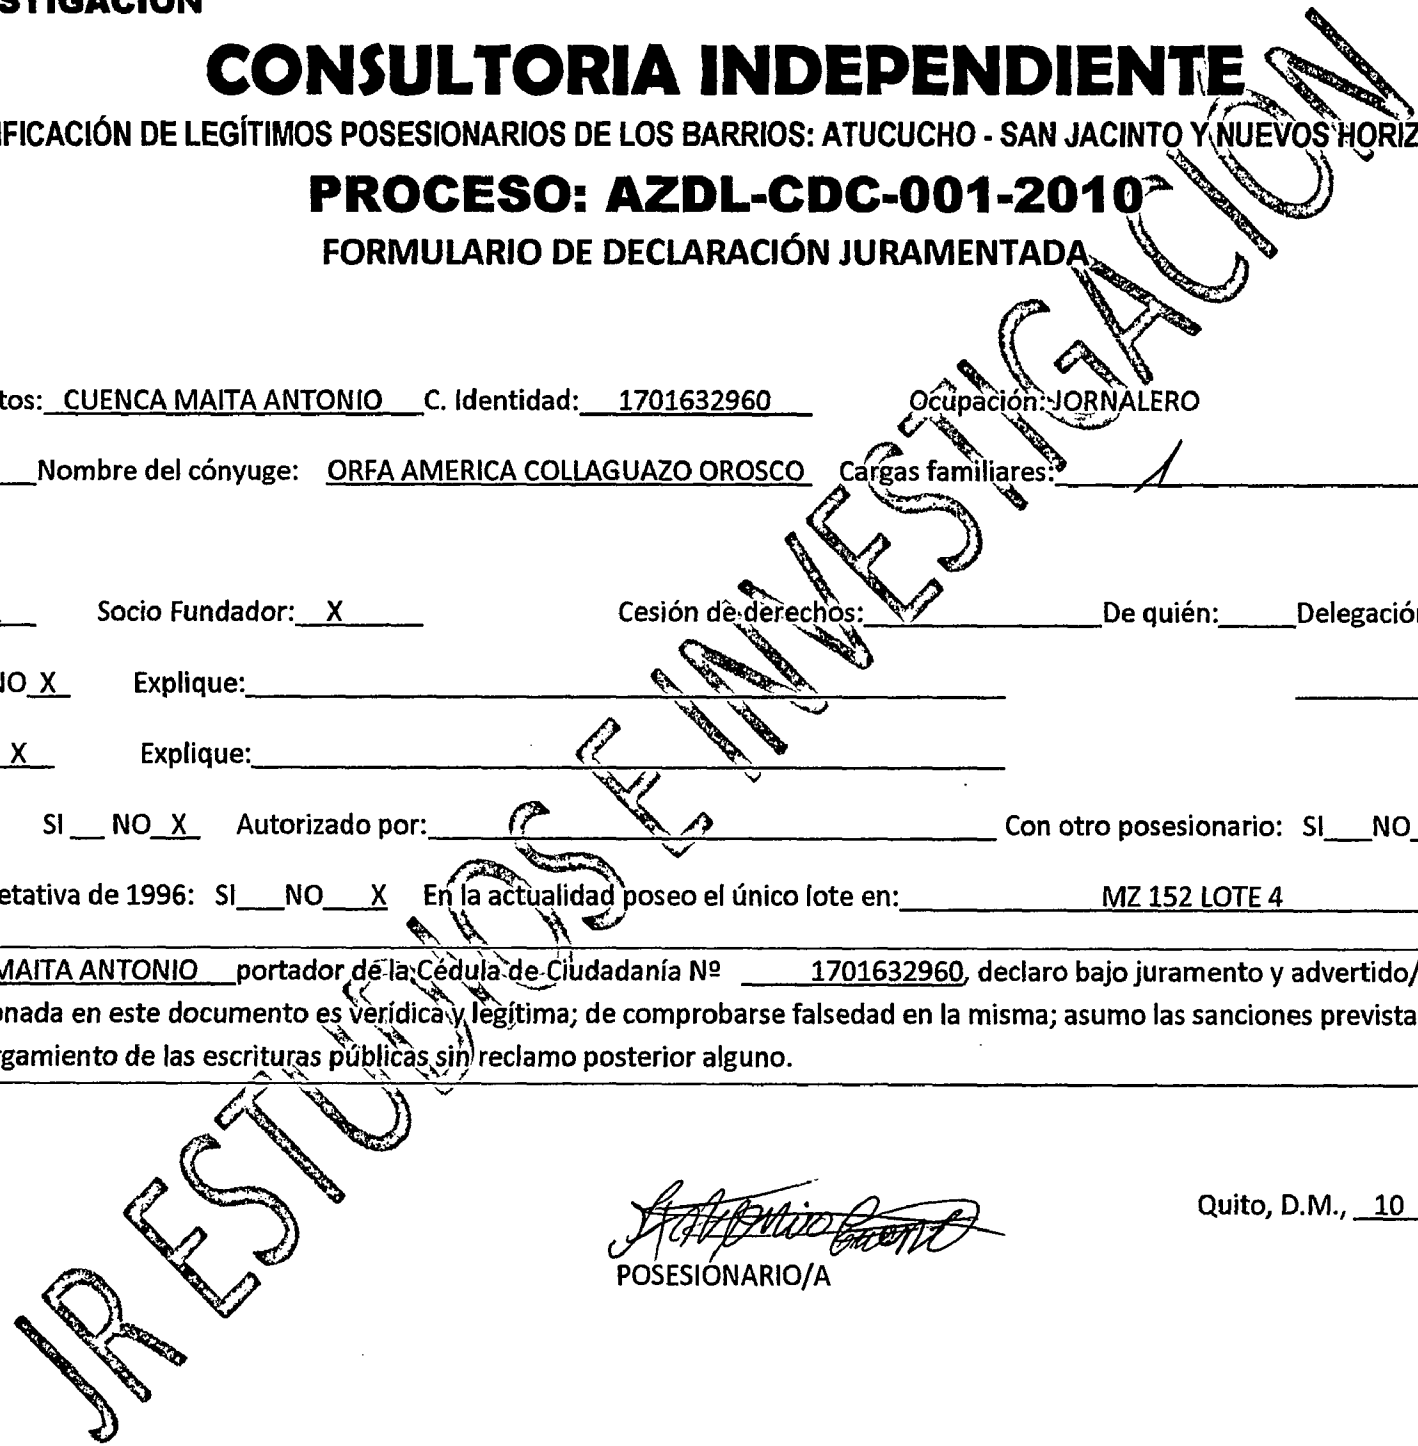 STIGACIÓN
CONSULTORIA INDEPENDIENTE
IFICACIÓN DE LEGÍTIMOS POSESIONARIOS DE LOS BARRIOS: ATUCUCHO - SAN JACINTO Y NUEVOS HORIZ
PROCESO: AZDL-CDC-001-2010
FORMULARIO DE DECLARACIÓN JURAMENTADA
tos: CUENCA MAITA ANTONIO C. Identidad: 1701632960 Ocupación: JORNALERO
Nombre del cónyuge: ORFA AMERICA COLLAGUAZO OROSCO Cargas familiares: 1
Socio Fundador: X Cesión de derechos: De quién: Delegación
NO X Explique:
X Explique:
SI __ NO X Autorizado por: Con otro posesionario: SI___NO_
etativa de 1996: SI___NO___X En la actualidad poseo el único lote en: MZ 152 LOTE 4
MAITA ANTONIO portador de la Cédula de Ciudadanía Nº 1701632960, declaro bajo juramento y advertido/
onada en este documento es verídica y legítima; de comprobarse falsedad en la misma; asumo las sanciones prevista
rgamiento de las escrituras públicas sin reclamo posterior alguno.
Antonio Cuenca
Quito, D.M., 10
POSESIONARIO/A
JR ESTUDIOS E INVESTIGACION